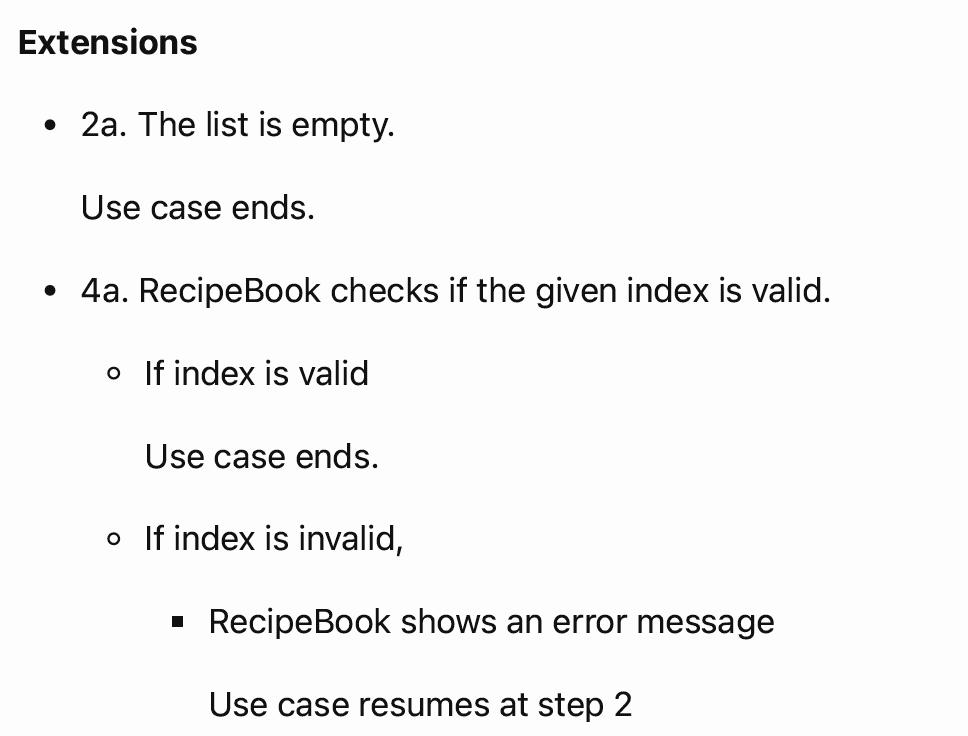 Extensions
2a. The list is empty.
Use case ends.
4a. RecipeBook checks if the given index is valid.
If index is valid
Use case ends.
If index is invalid,
RecipeBook shows an error message
Use case resumes at step 2